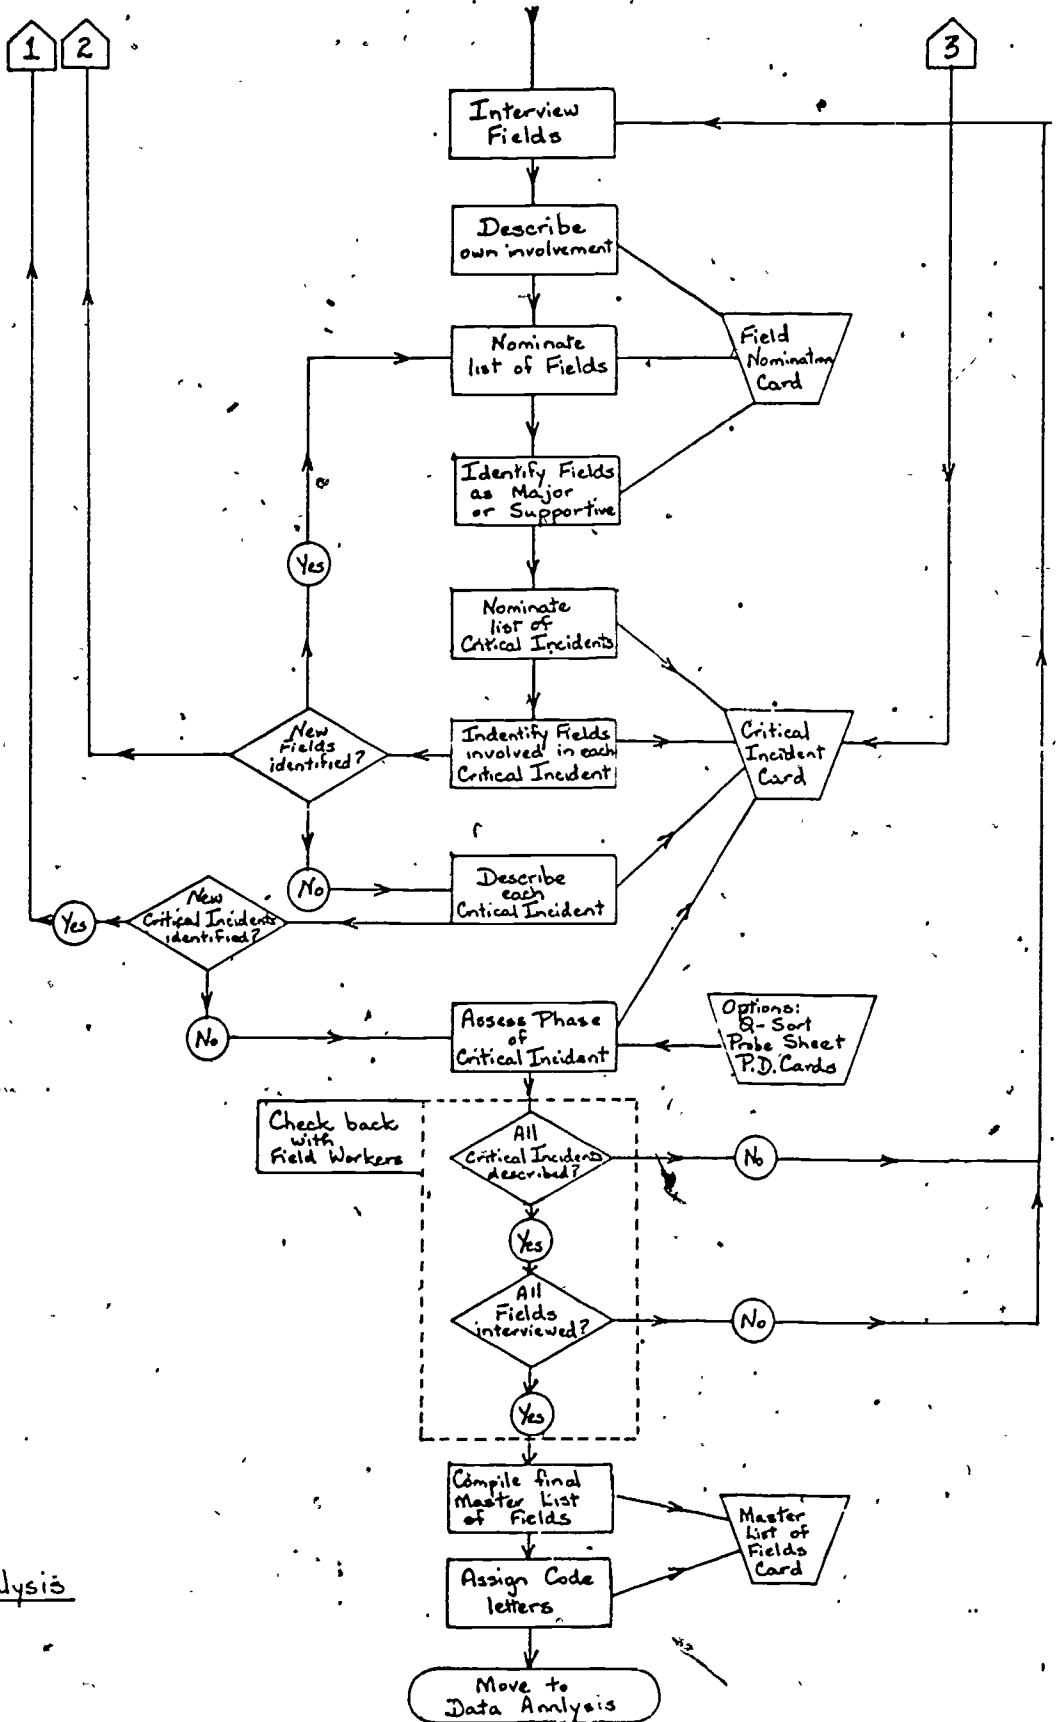 1
2
3
Interview
Fields
Describe
own involvement
Nominate
list of Fields
Field
Nomination
Card
Identify Fields
as Major
or Supportive
Yes
Nominate
list of
Critical Incidents
New
Fields
identified?
Indentify Fields
involved in each
Critical Incident
Critical
Incident
Card
No
Describe
each
Critical Incident
New
Critical Incidents
identified?
Yes
No
Assess Phase
of
Critical Incident
Options:
Q-Sort
Probe Sheet
P.D. Cards
Check back
with
Field Workers
All
Critical Incidents
described?
No
Yes
All
Fields
interviewed?
No
Yes
Compile final
Master List
of Fields
Master
List of
Fields
Card
Assign Code
letters
lysis
Move to
Data Annlysis